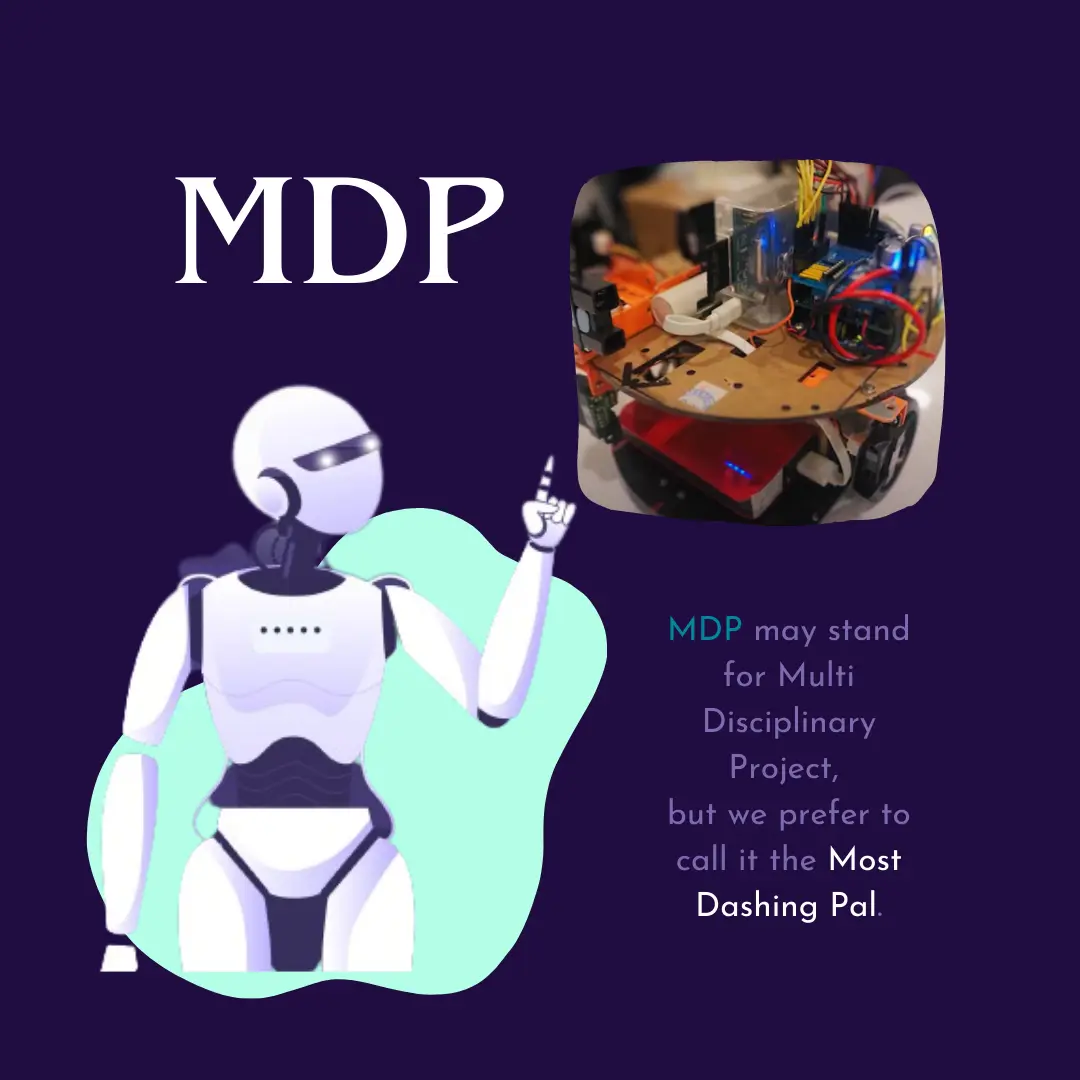 MDP
MDP may stand
for Multi
Disciplinary
Project,
but we prefer to
call it the Most
Dashing Pal.